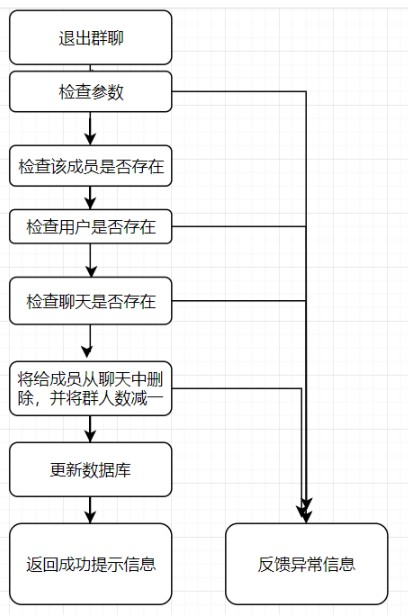 退出群聊
检查参数
检查该成员是否存在
检查用户是否存在
检查聊天是否存在
将给成员从聊天中删
除，并将群人数减一
更新数据库
返回成功提示信息
反馈异常信息